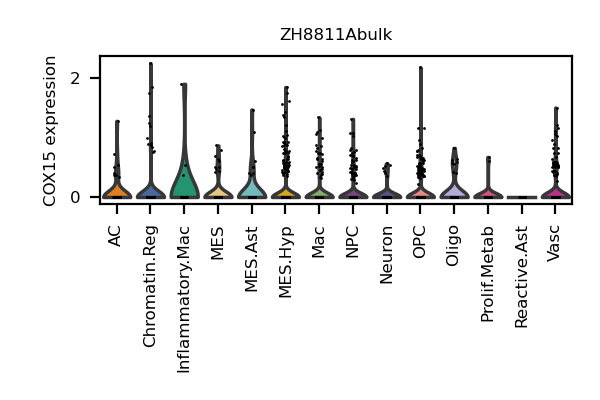 ZH8811Abulk
COX15 expression
2
0
AC
Chromatin.Reg
Inflammatory.Mac
MES
MES.Ast
MES.Hyp
Mac
NPC
Neuron
OPC
Oligo
Prolif.Metab
Reactive.Ast
Vasc